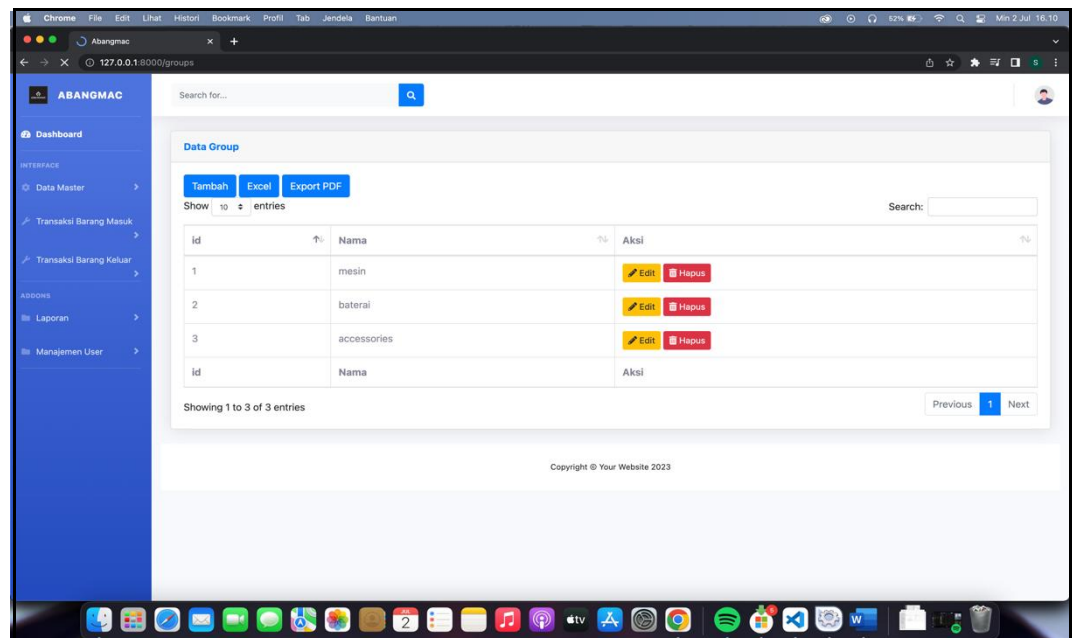 Chrome File Edit Lihat Histori Bookmark Profil Tab Jendela Bantuan 52% Min 2 Jul 16.10
Abangmac
127.0.0.1:8000/groups S
ABANGMAC
Search for...
Dashboard
Data Group
INTERFACE
Data Master
Tambah Excel Export PDF
Show 10 entries Search:
Transaksi Barang Masuk
id Nama Aksi
Transaksi Barang Keluar
1 mesin Edit Hapus
ADDONS
2 baterai Edit Hapus
Laporan
3 accessories Edit Hapus
Manajemen User
id Nama Aksi
Showing 1 to 3 of 3 entries Previous 1 Next
Copyright © Your Website 2023
2
tv
W